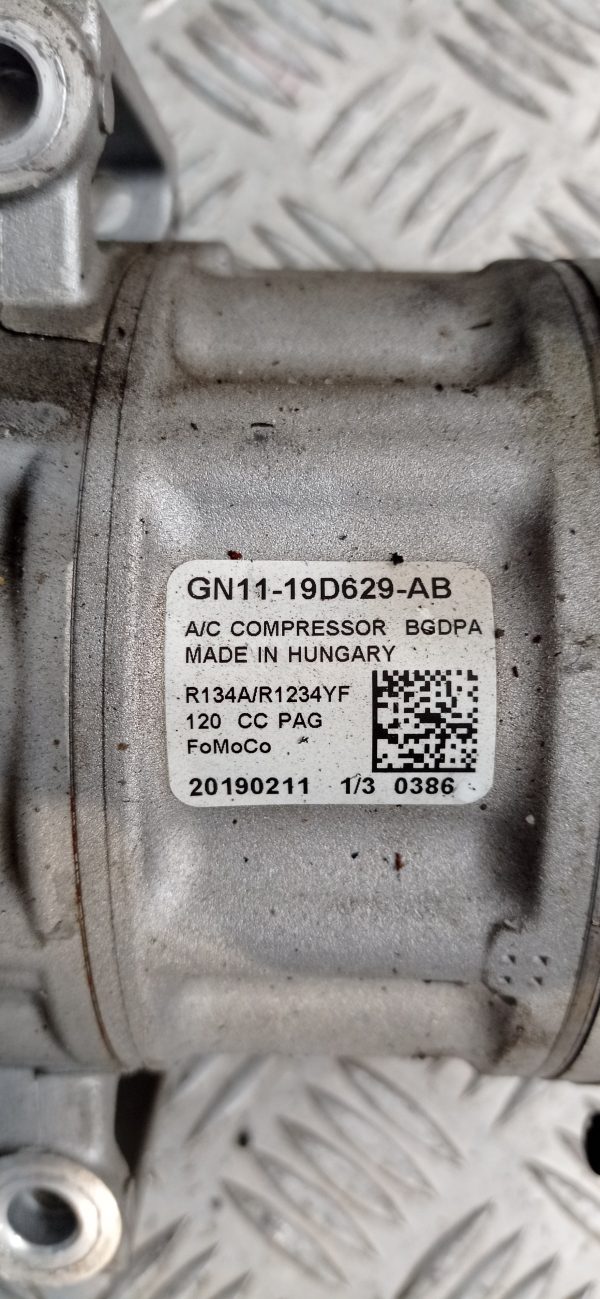 GN11-19D629-AB
A/C COMPRESSOR BGDPA
MADE IN HUNGARY
R134A/R1234YF
120 CC PAG
FoMoCo
20190211 1/3 0386